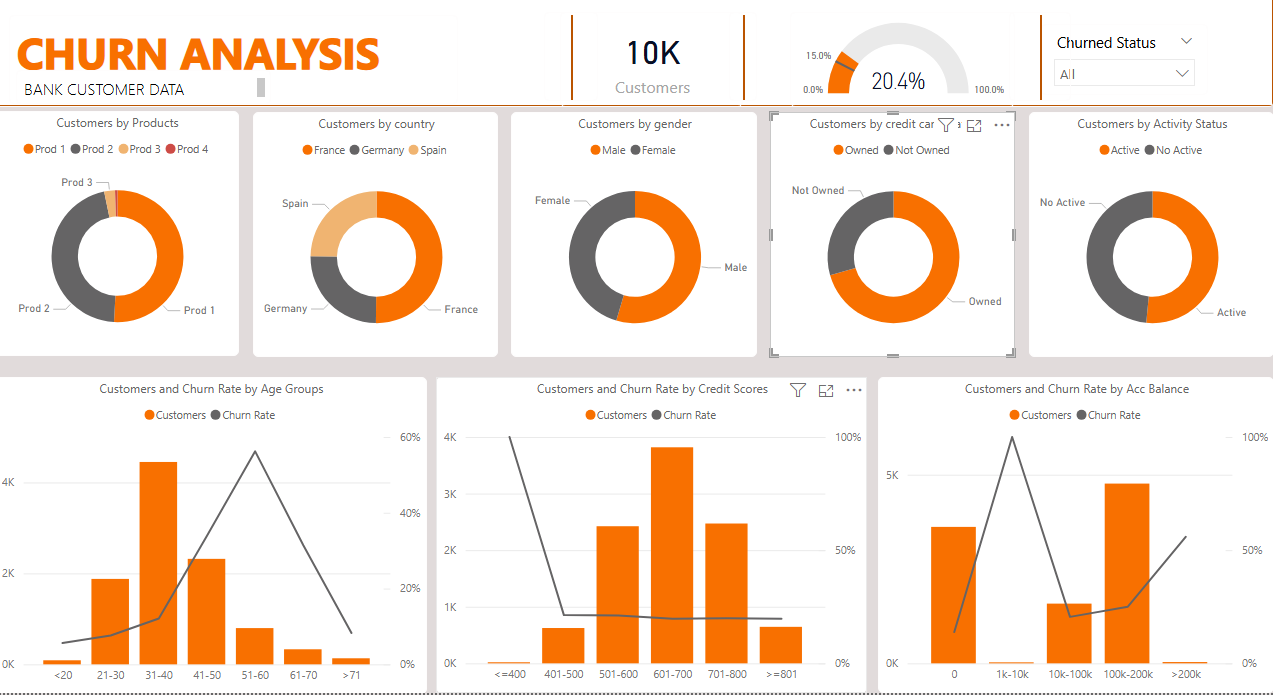 CHURN ANALYSIS
BANK CUSTOMER DATA
10K
Customers
15.0%
0.0%
20.4%
100.0%
Churned Status
All
Customers by Products
Prod 1 Prod 2 Prod 3 Prod 4
Prod 3
Prod 2
Prod 1
Customers by country
France Germany Spain
Spain
Germany
France
Customers by gender
Male Female
Female
Male
Customers by credit car
Owned Not Owned
Not Owned
Owned
Customers by Activity Status
Active No Active
No Active
Active
Customers and Churn Rate by Age Groups
Customers Churn Rate
60%
4K
40%
2K
20%
0K
0%
<20 21-30 31-40 41-50 51-60 61-70 >71
Customers and Churn Rate by Credit Scores
Customers Churn Rate
4K
100%
3K
2K
50%
1K
0K
0%
<=400 401-500 501-600 601-700 701-800 >=801
Customers and Churn Rate by Acc Balance
Customers Churn Rate
100%
5K
50%
0K
0%
0 1k-10k 10k-100k 100k-200k >200k